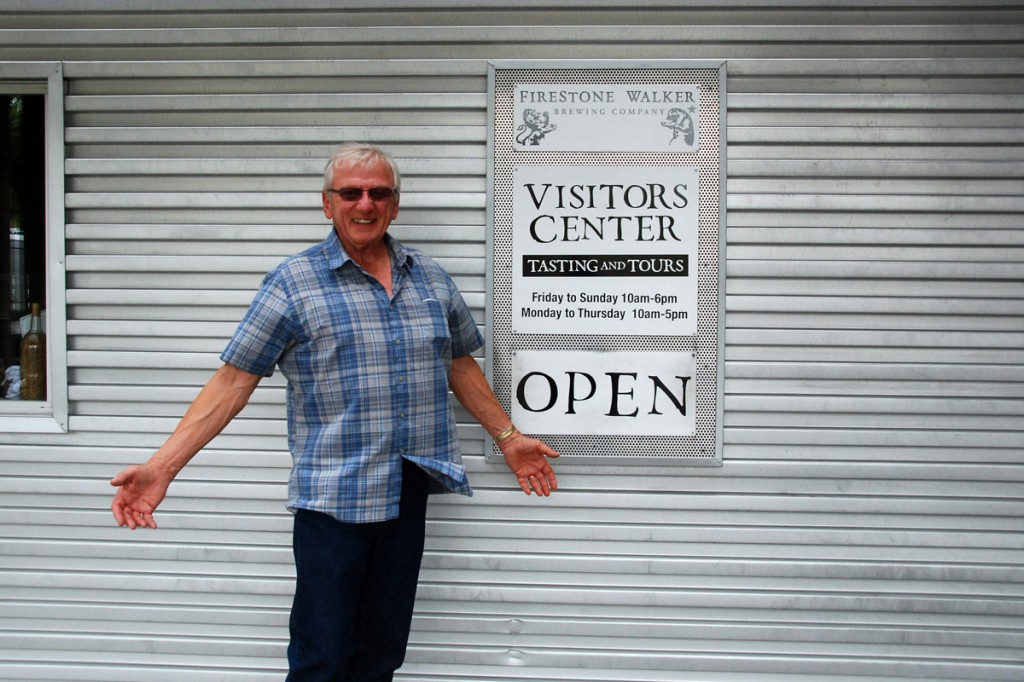 FIRESTONE WALKER
BREWING COMPANY
VISITORS
CENTER
TASTING AND TOURS
Friday to Sunday 10am-6pm
Monday to Thursday 10am-5pm
OPEN